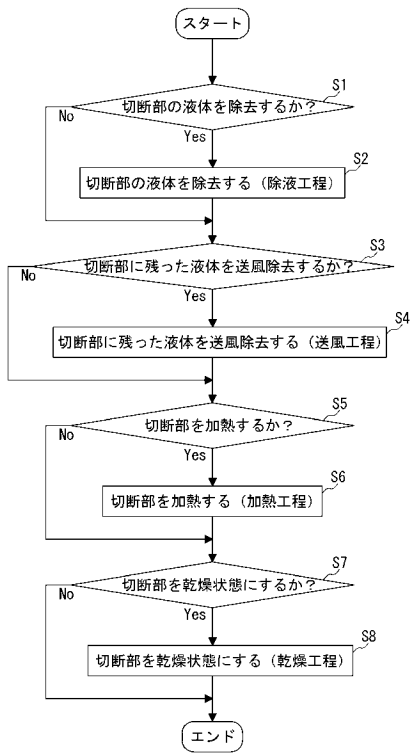 スタート
S1
切断部の液体を除去するか？
No
Yes
S2
切断部の液体を除去する（除液工程）
S3
切断部に残った液体を送風除去するか？
No
Yes
S4
切断部に残った液体を送風除去する（送風工程）
S5
切断部を加熱するか？
No
Yes
S6
切断部を加熱する（加熱工程）
S7
切断部を乾燥状態にするか？
No
Yes
S8
切断部を乾燥状態にする（乾燥工程）
エンド